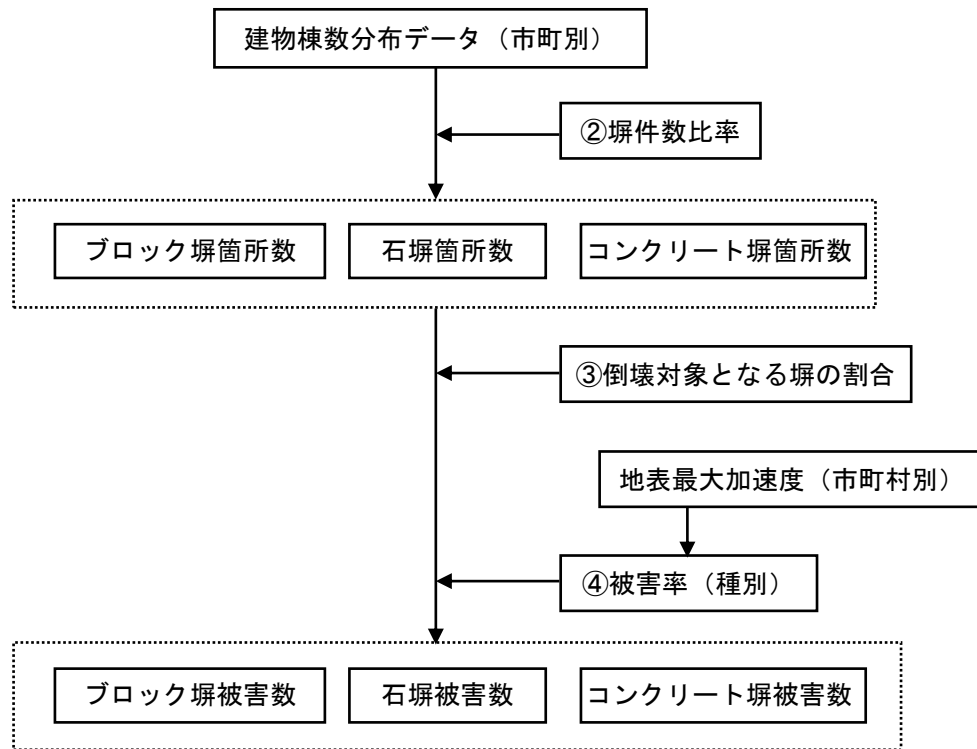 建物棟数分布データ（市町別）
②塀件数比率
ブロック塀箇所数
石塀箇所数
コンクリート塀箇所数
③倒壊対象となる塀の割合
地表最大加速度（市町村別）
④被害率（種別）
ブロック塀被害数
石塀被害数
コンクリート塀被害数